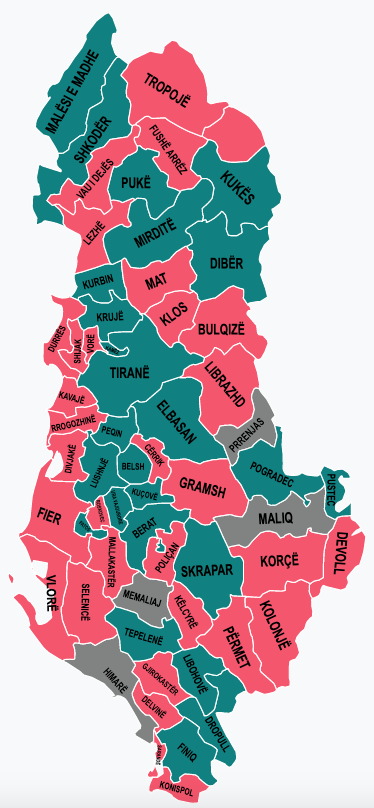 TROPOJË
MALËSI E MADHE
SHKODËR
FUSHË ARRËZ
VAU I DEJËS
PUKË
KUKËS
LEZHË
MIRDITË
DIBËR
KURBIN
MAT
KRUJË
KLOS
BULQIZË
DURRËS
SHIJAK
VORË
TIRANË
LIBRAZHD
KAVAJË
ELBASAN
RROGOZHINË
PEQIN
PRRENJAS
DIVJAKË
LUSHNJË
BELSH
CËRRIK
GRAMSH
POGRADEC
PUSTEC
KUÇOVË
FIER
BERAT
MALIQ
MALLAKASTËR
POLIÇAN
SKRAPAR
KORÇË
DEVOLL
VLORË
SELENICË
MEMALIAJ
KËLCYRË
PËRMET
KOLONJË
TEPELENË
HIMARË
GJIROKASTËR
LIBOHOVË
DELVINË
DROPULL
FINIQ
KONISPOL